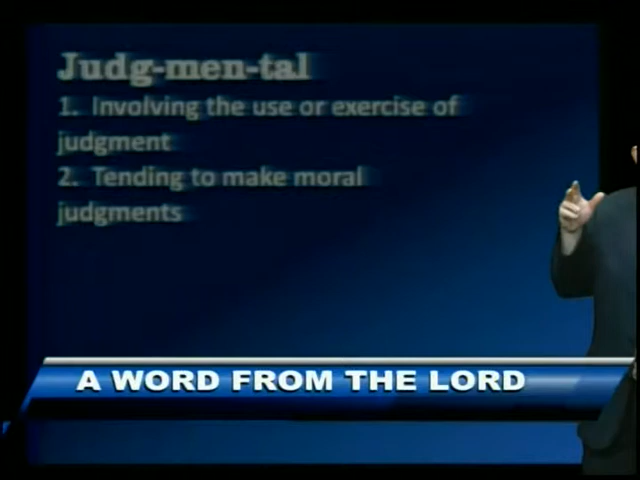 Judg-men-tal
1. Involving the use or exercise of
judgment
2. Tending to make moral
judgments
A WORD FROM THE LORD